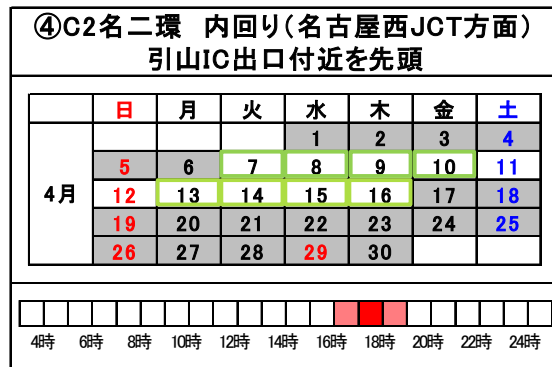 ④C2名二環 内回り(名古屋西JCT方面)
引山IC出口付近を先頭
日 月 火 水 木 金 土
1 2 3 4
5 6 7 8 9 10 11
4月 12 13 14 15 16 17 18
19 20 21 22 23 24 25
26 27 28 29 30
4時 6時 8時 10時 12時 14時 16時 18時 20時 22時 24時